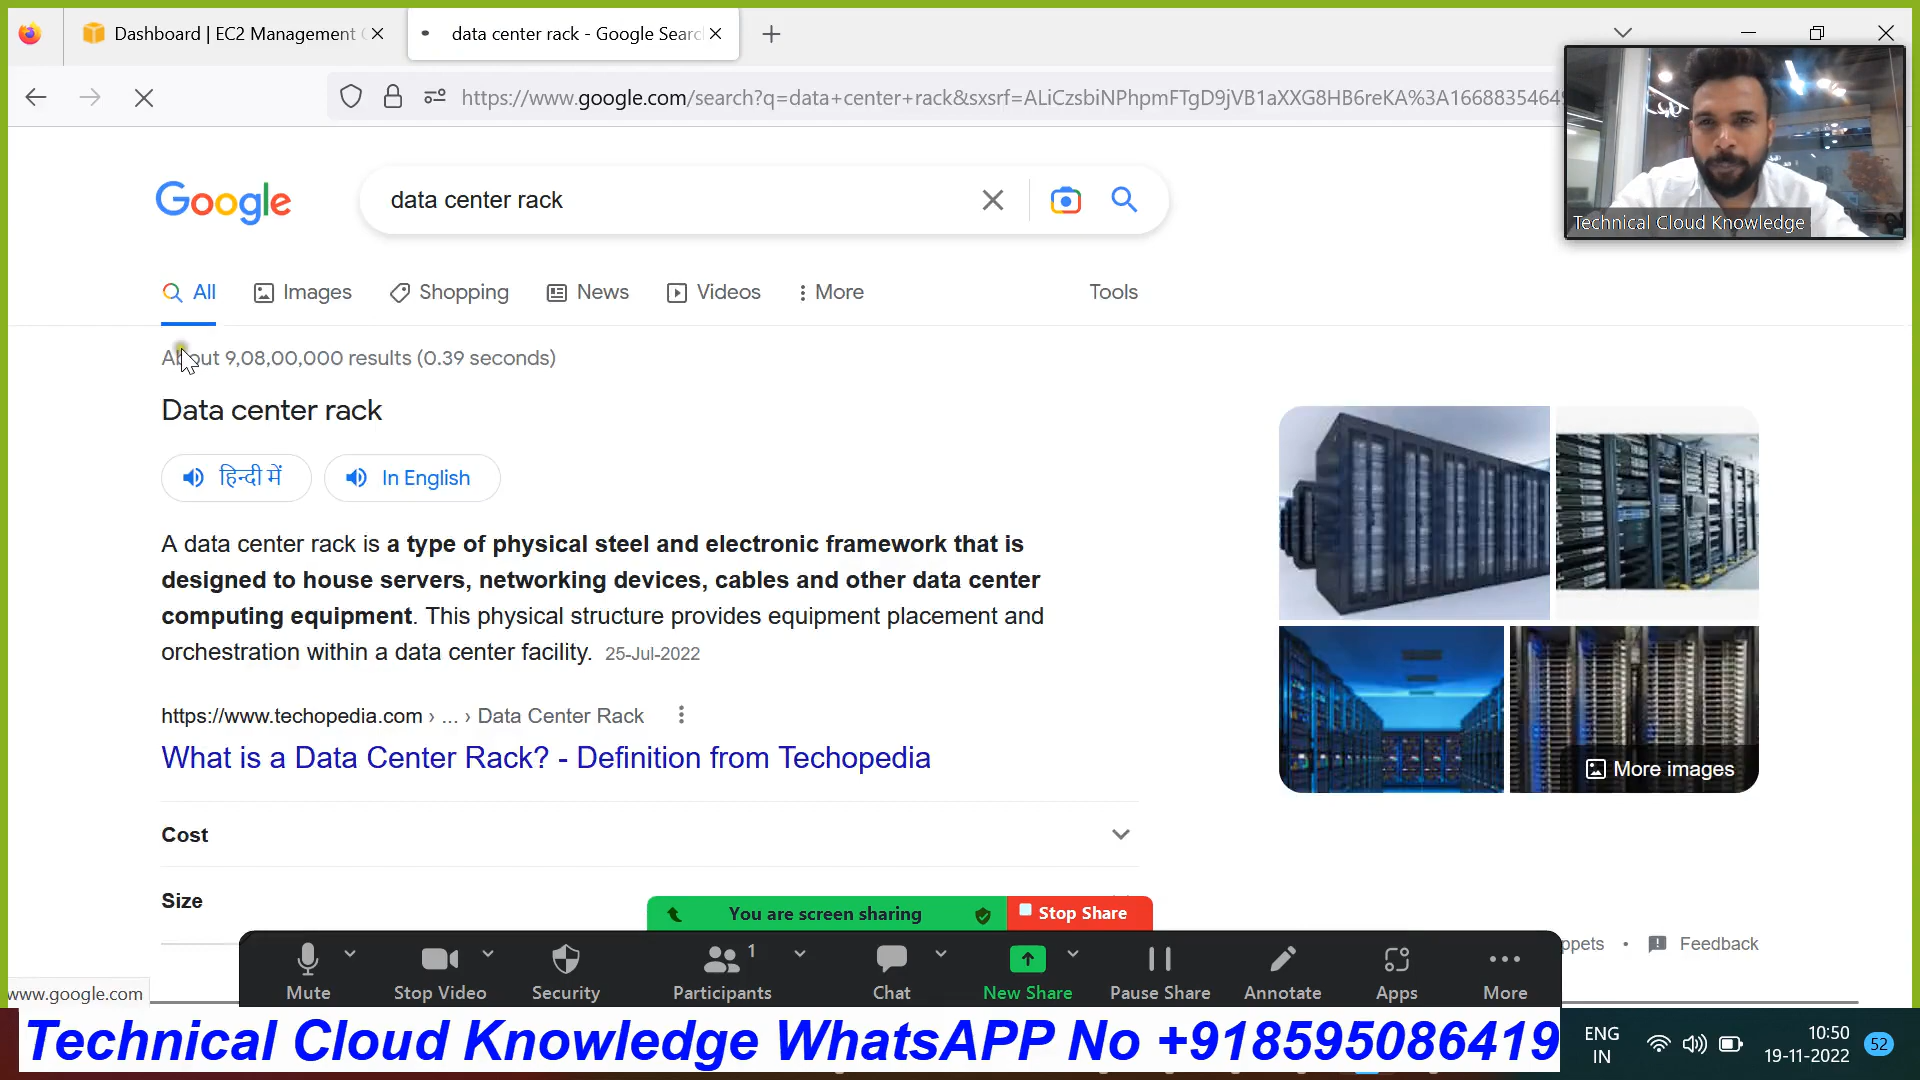 Dashboard | EC2 Management
data center rack - Google Searc
https://www.google.com/search?q=data+center+rack&sxsrf=ALiCzsbiNPhpmFTgD9jVB1aXXG8HB6reKA%3A166883546
Technical Cloud Knowledge
Google
data center rack
All
Images
Shopping
News
Videos
More
Tools
About 9,08,00,000 results (0.39 seconds)
Data center rack
हिन्दी में
In English
A data center rack is a type of physical steel and electronic framework that is
designed to house servers, networking devices, cables and other data center
computing equipment. This physical structure provides equipment placement and
orchestration within a data center facility. 25-Jul-2022
https://www.techopedia.com › ... › Data Center Rack
What is a Data Center Rack? - Definition from Techopedia
More images
Cost
Size
You are screen sharing
Stop Share
ppets • Feedback
Mute
Stop Video
Security
Participants
1
Chat
New Share
Pause Share
Annotate
Apps
More
www.google.com
Technical Cloud Knowledge WhatsAPP No +918595086419
ENG
IN
10:50
19-11-2022
52